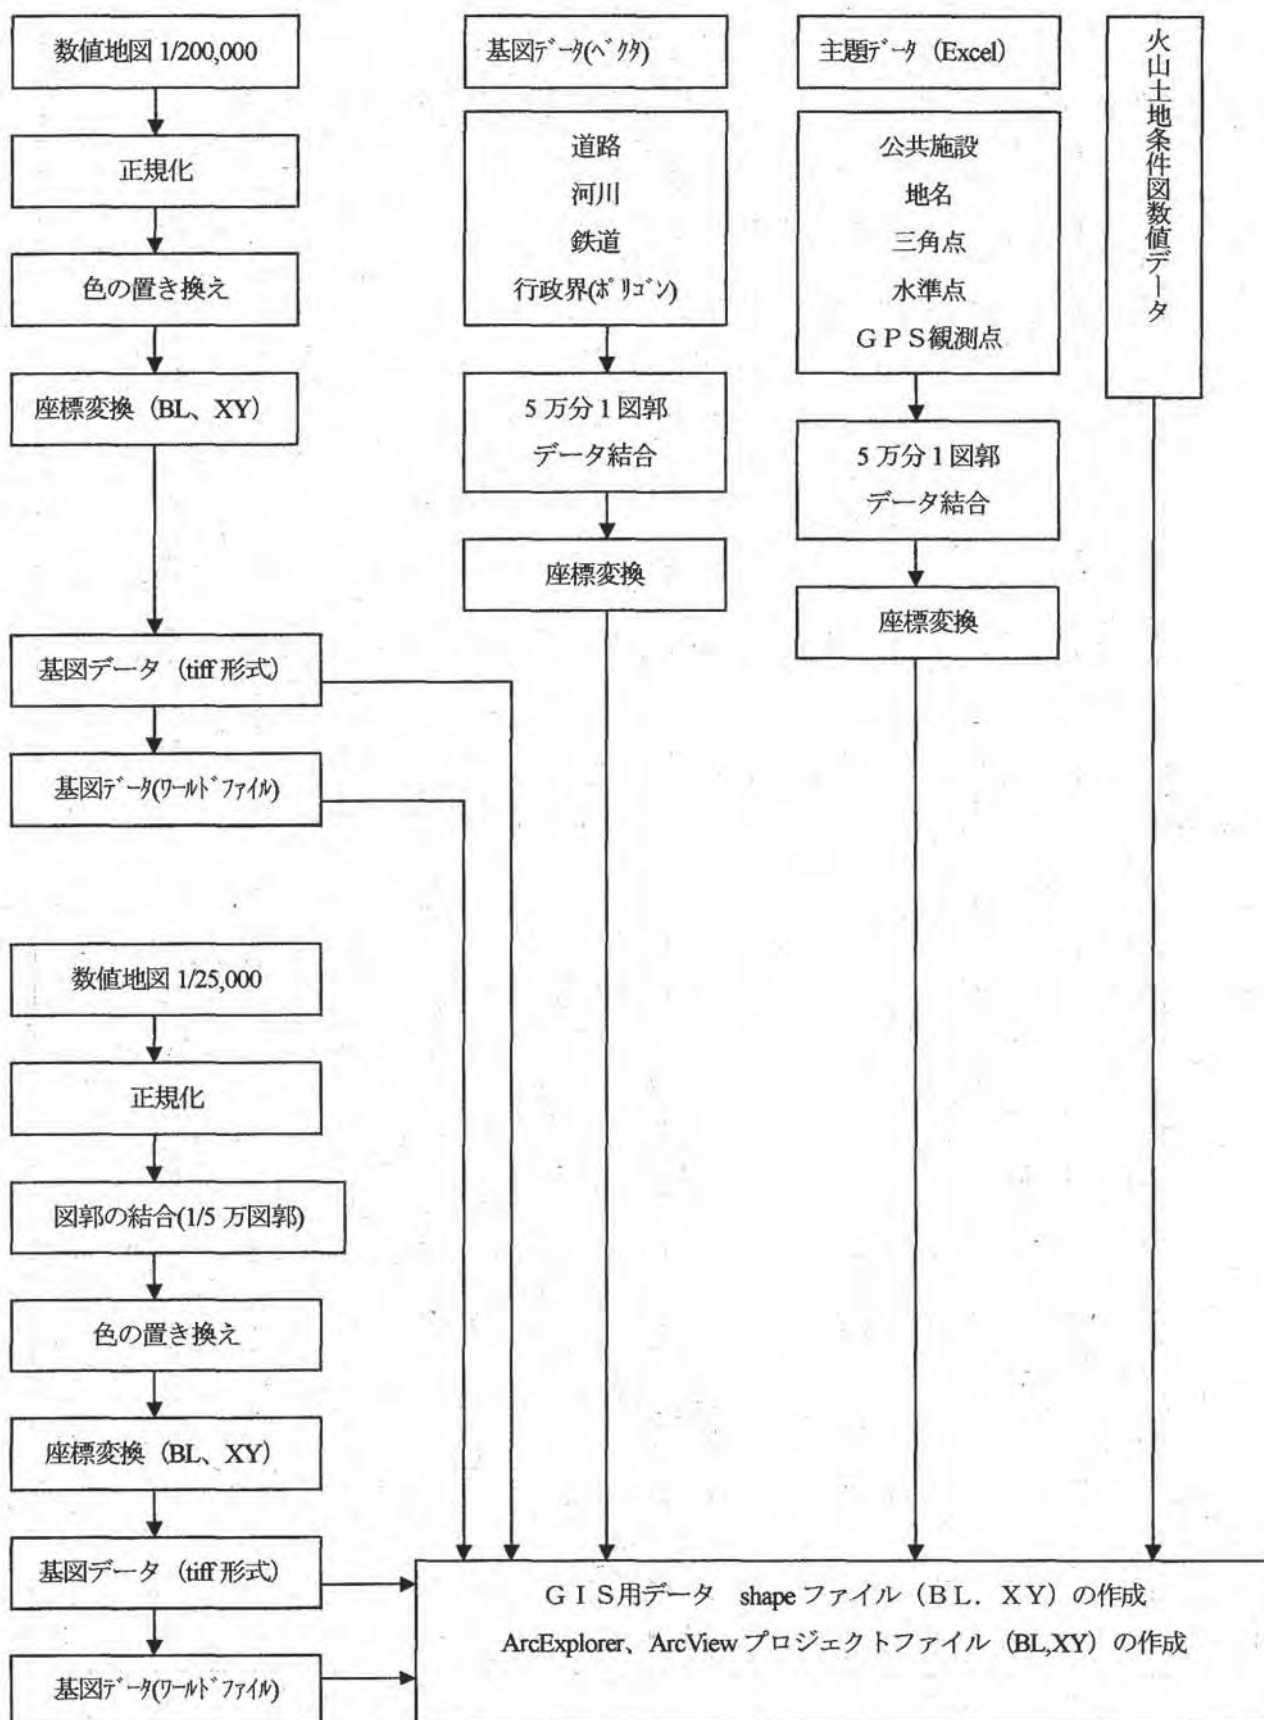 数値地図 1/200,000
正規化
色の置き換え
座標変換（BL、XY）
基図データ（tiff 形式）
基図ﾃﾞｰﾀ(ﾜｰﾙﾄﾞﾌｧｲﾙ)
数値地図 1/25,000
正規化
図郭の結合(1/5 万図郭)
色の置き換え
座標変換（BL、XY）
基図データ（tiff 形式）
基図ﾃﾞｰﾀ(ﾜｰﾙﾄﾞﾌｧｲﾙ)
基図ﾃﾞｰﾀ(ﾍﾞｸﾀ)
道路
河川
鉄道
行政界(ﾎﾟﾘｺﾞﾝ)
5 万分 1 図郭
データ結合
座標変換
主題ﾃﾞｰﾀ（Excel）
公共施設
地名
三角点
水準点
ＧＰＳ観測点
5 万分 1 図郭
データ結合
座標変換
火山土地条件図数値データ
ＧＩＳ用データ　shape ファイル（ＢＬ．ＸＹ）の作成
ArcExplorer、ArcView プロジェクトファイル（BL,XY）の作成